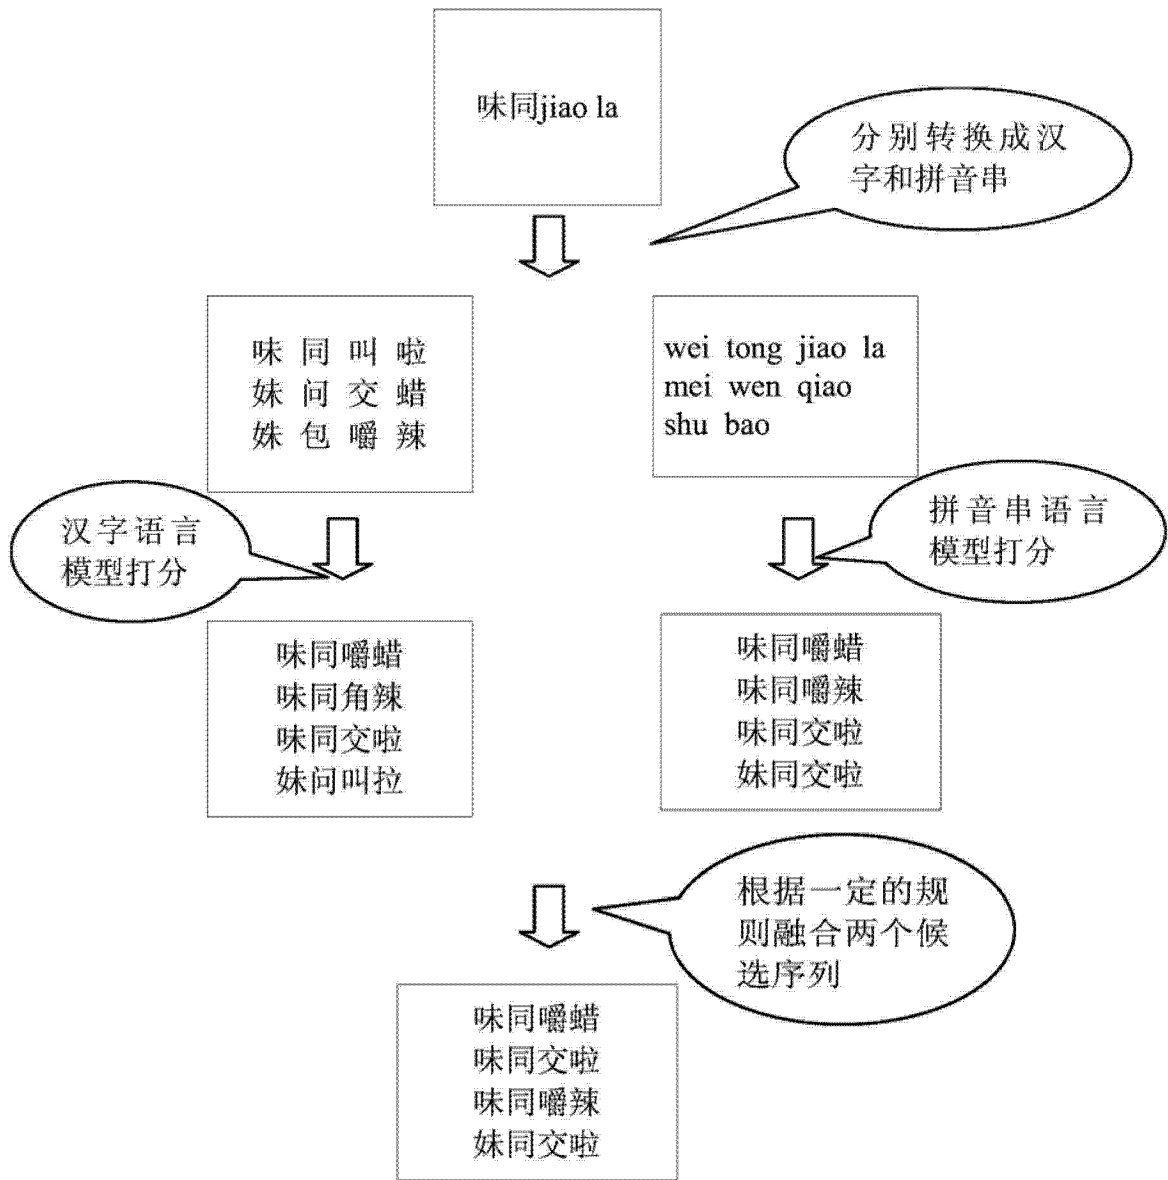 味同jiao la
分别转换成汉
字和拼音串
味 同 叫 啦
妹 问 交 蜡
姝 包 嚼 辣
wei tong jiao la
mei wen qiao
shu bao
汉字语言
模型打分
拼音串语言
模型打分
味同嚼蜡
味同角辣
味同交啦
妹问叫拉
味同嚼蜡
味同嚼辣
味同交啦
妹同交啦
根据一定的规
则融合两个候
选序列
味同嚼蜡
味同交啦
味同嚼辣
妹同交啦